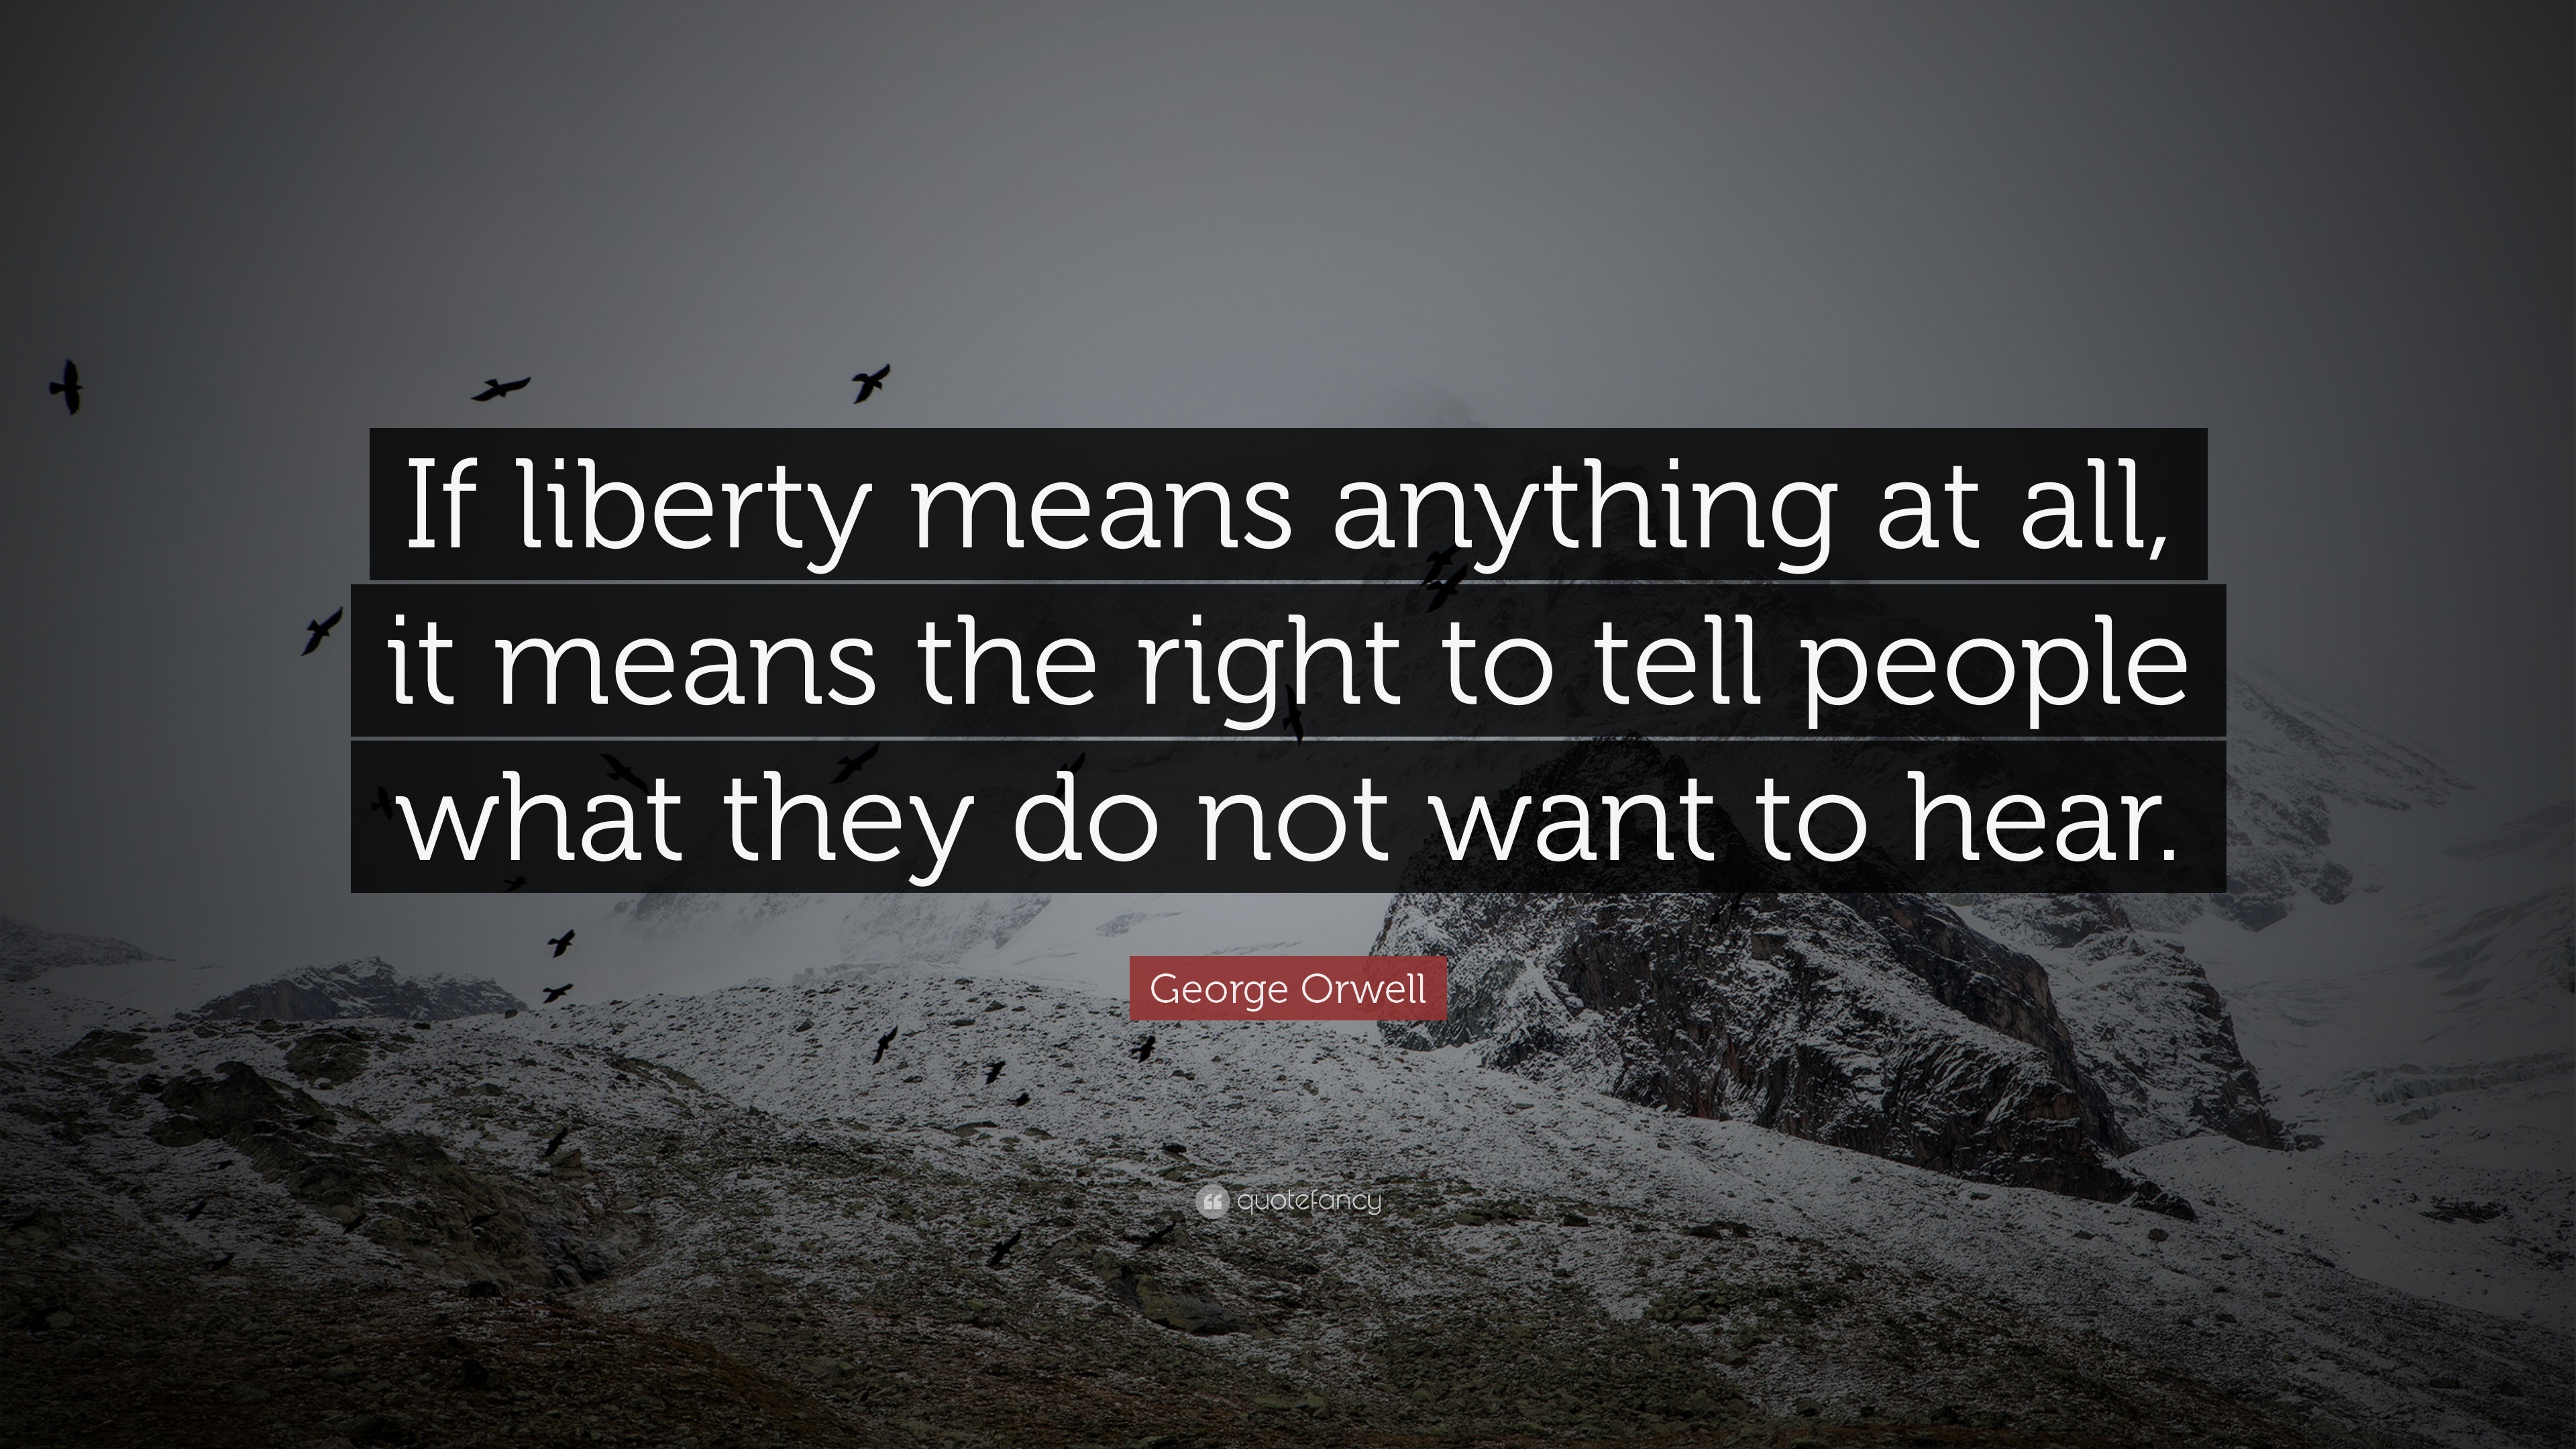 If liberty means anything at all,
it means the right to tell people
what they do not want to hear.
George Orwell
quotefancy